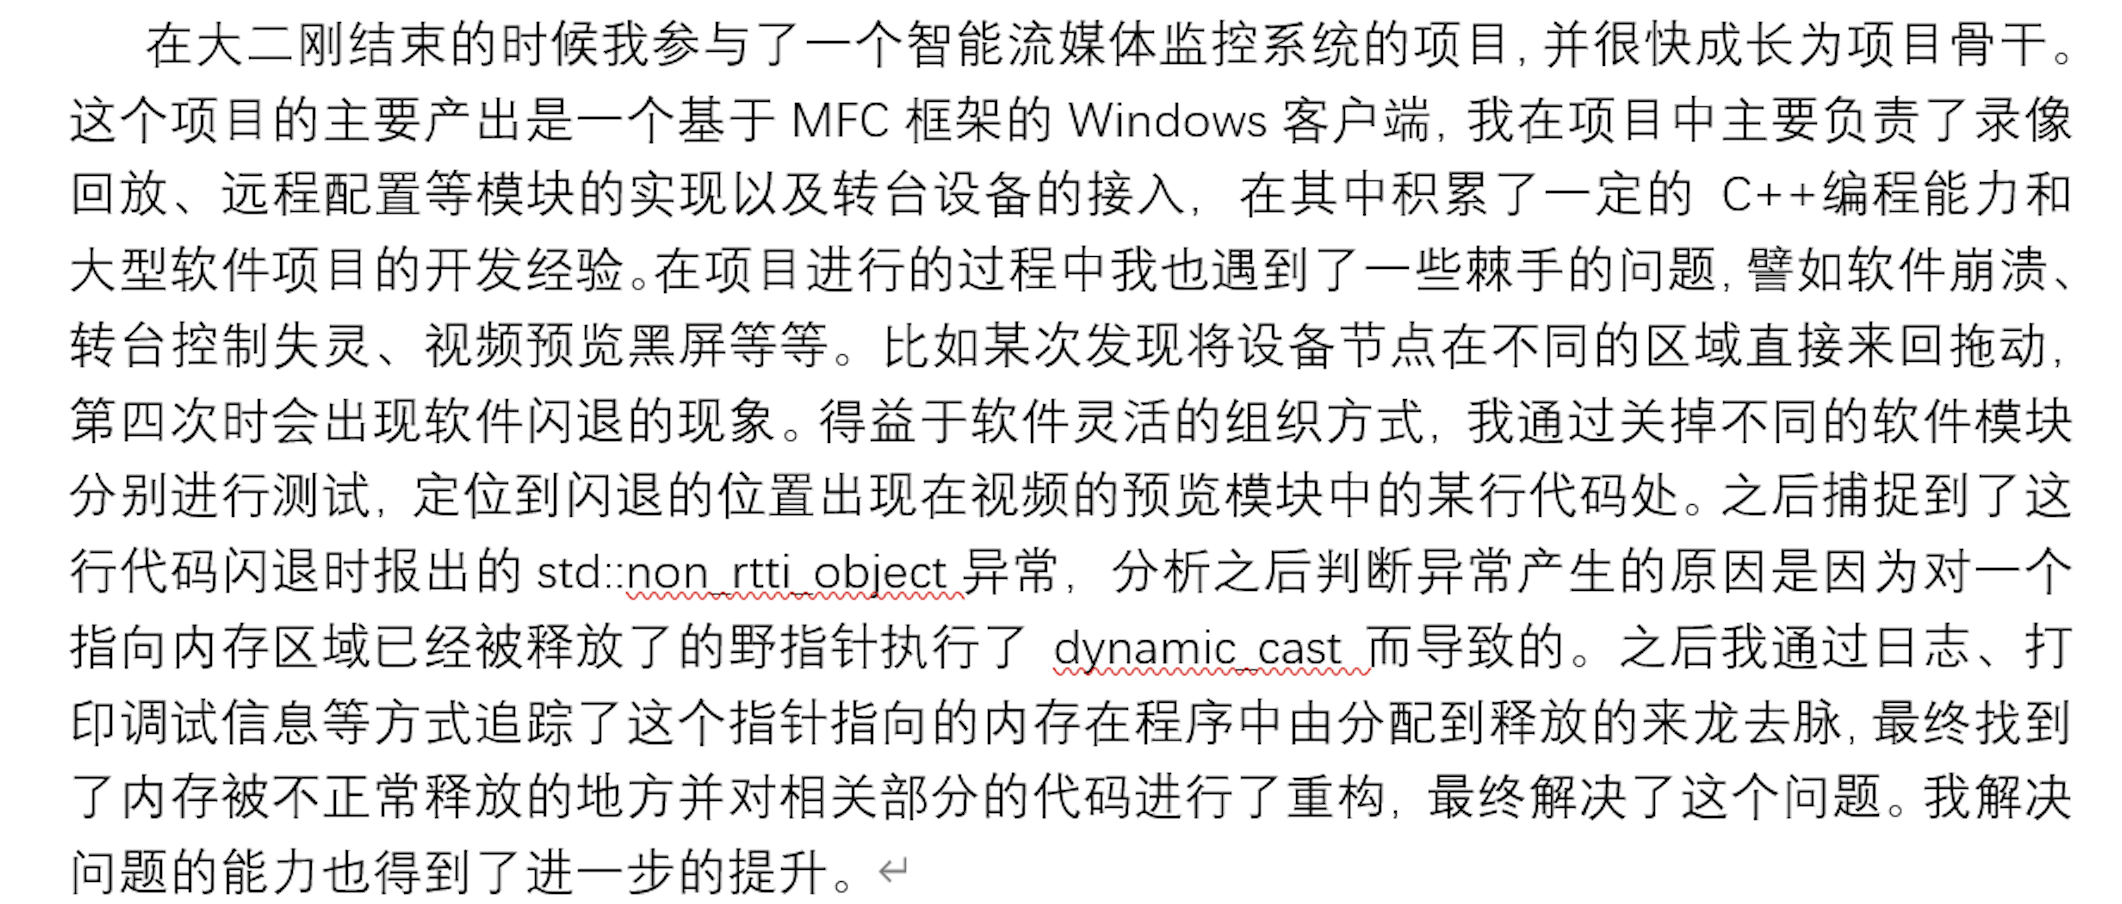 在大二刚结束的时候我参与了一个智能流媒体监控系统的项目，并很快成长为项目骨干。
这个项目的主要产出是一个基于 MFC 框架的 Windows 客户端，我在项目中主要负责了录像
回放、远程配置等模块的实现以及转台设备的接入，在其中积累了一定的 C++编程能力和
大型软件项目的开发经验。在项目进行的过程中我也遇到了一些棘手的问题，譬如软件崩溃、
转台控制失灵、视频预览黑屏等等。比如某次发现将设备节点在不同的区域直接来回拖动，
第四次时会出现软件闪退的现象。得益于软件灵活的组织方式，我通过关掉不同的软件模块
分别进行测试，定位到闪退的位置出现在视频的预览模块中的某行代码处。之后捕捉到了这
行代码闪退时报出的 std::non_rtti_object 异常，分析之后判断异常产生的原因是因为对一个
指向内存区域已经被释放了的野指针执行了 dynamic_cast 而导致的。之后我通过日志、打
印调试信息等方式追踪了这个指针指向的内存在程序中由分配到释放的来龙去脉，最终找到
了内存被不正常释放的地方并对相关部分的代码进行了重构，最终解决了这个问题。我解决
问题的能力也得到了进一步的提升。